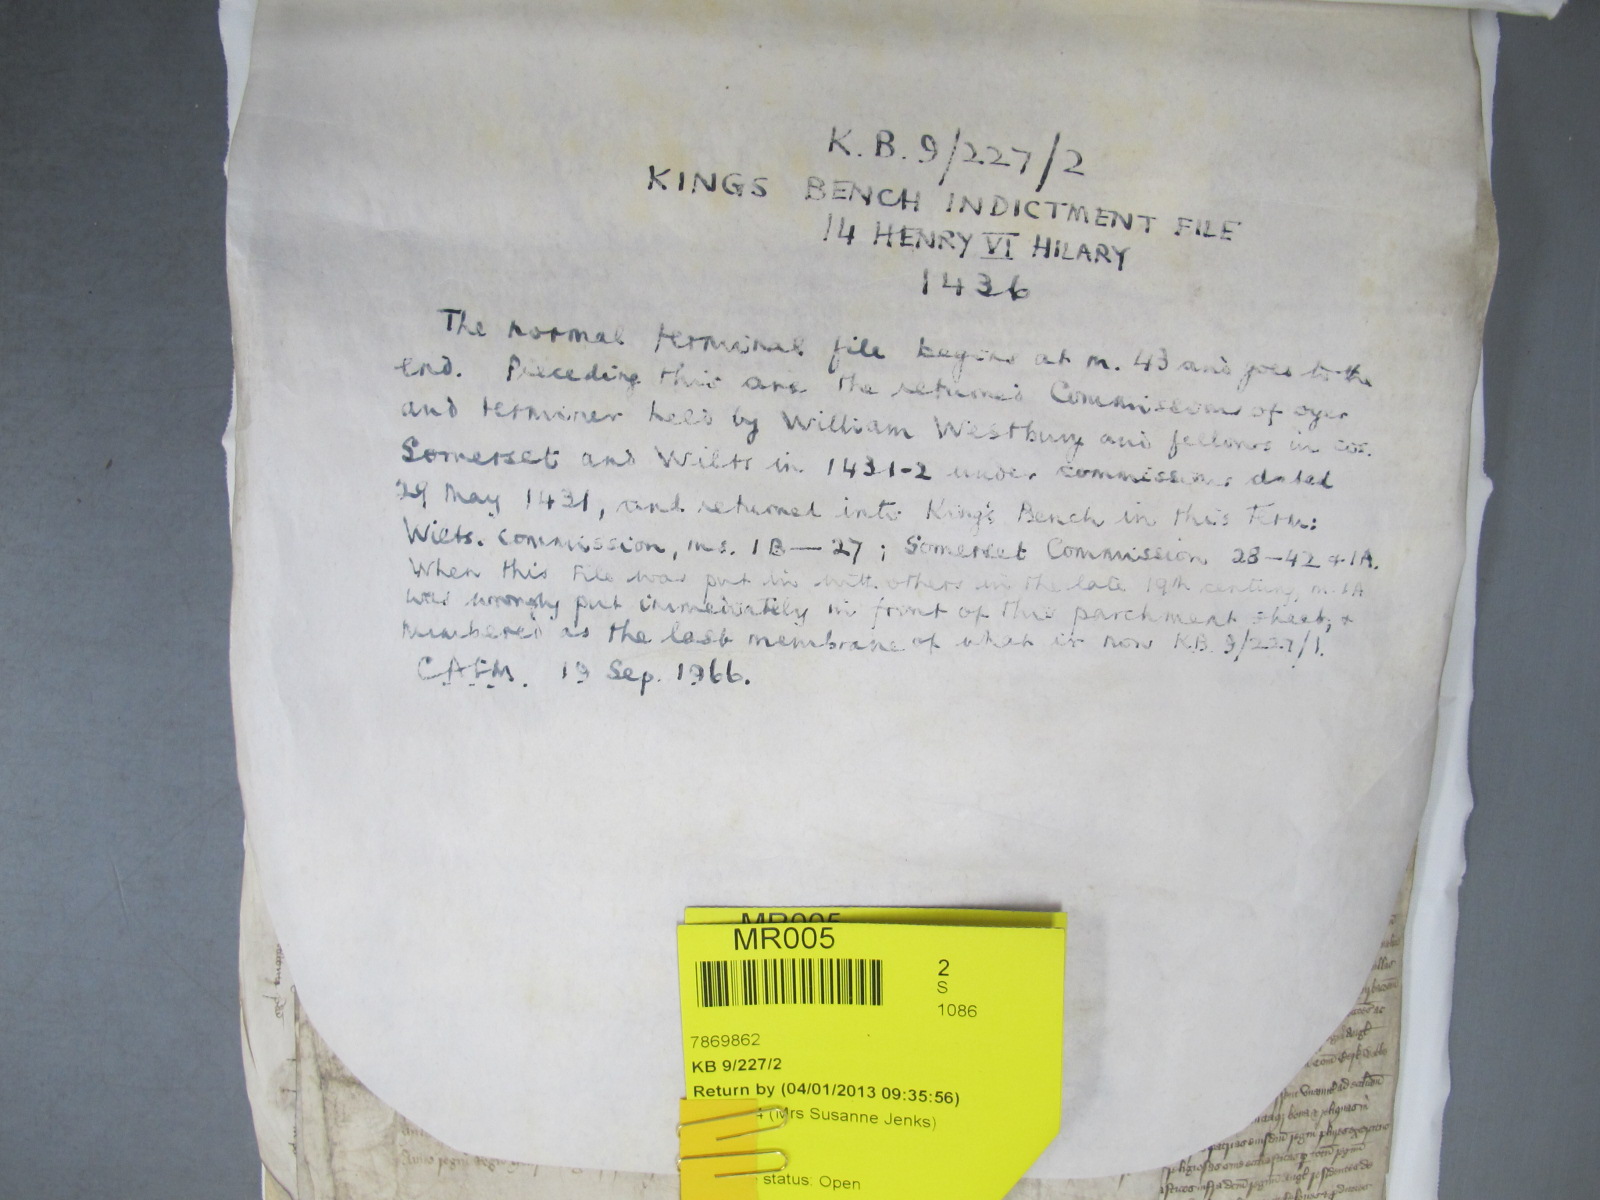 K.B. 9/227/2
KINGS BENCH INDICTMENT FILE
14 HENRY VI HILARY
1436
The normal terminal file begins at m. 43 and goes to the
end. Preceding this are the returned Commissions of oyer
and terminer held by William Westbury and fellows in cos.
Somerset and Wilts in 1431-2 under commissions dated
29 May 1431, and returned into King's Bench in this Term:
Wilts. commission, ms. 1B — 27; Somerset Commission 28-42 + 1A.
When this file was put in with others in the late 19th century, m. 1A
was wrongly put immediately in front of this parchment sheet, +
numbered as the last membrane of what is now K.B. 9/227/1.
C.A.F.M. 19 Sep. 1966.
MR005
MR005
2
S
1086
7869862
KB 9/227/2
Return by (04/01/2013 09:35:56)
4 (Mrs Susanne Jenks)
status: Open